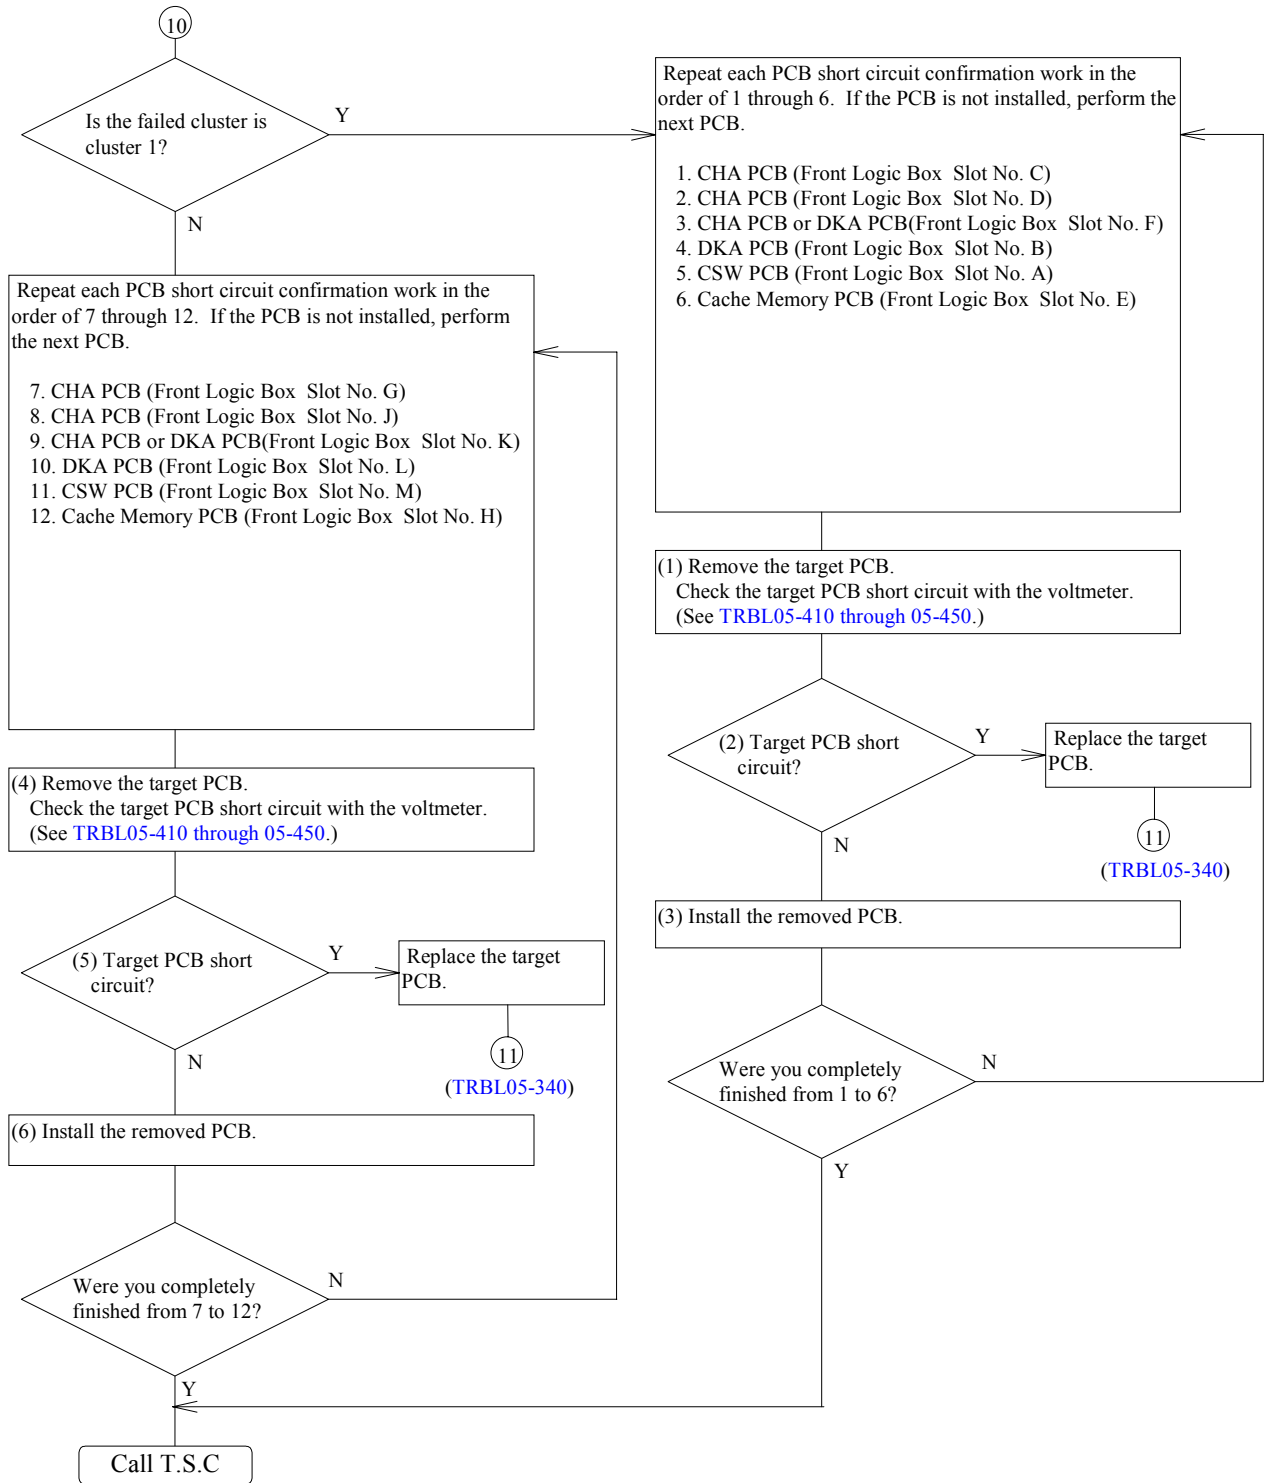 10
Is the failed cluster is
cluster 1?
Y
N
Repeat each PCB short circuit confirmation work in the
order of 1 through 6.  If the PCB is not installed, perform the
next PCB.
1. CHA PCB (Front Logic Box  Slot No. C)
2. CHA PCB (Front Logic Box  Slot No. D)
3. CHA PCB or DKA PCB(Front Logic Box  Slot No. F)
4. DKA PCB (Front Logic Box  Slot No. B)
5. CSW PCB (Front Logic Box  Slot No. A)
6. Cache Memory PCB (Front Logic Box  Slot No. E)
(1) Remove the target PCB.
Check the target PCB short circuit with the voltmeter.
(See TRBL05-410 through 05-450.)
(2) Target PCB short
circuit?
Y
Replace the target
PCB.
11
(TRBL05-340)
N
(3) Install the removed PCB.
Were you completely
finished from 1 to 6?
N
Y
Repeat each PCB short circuit confirmation work in the
order of 7 through 12.  If the PCB is not installed, perform
the next PCB.
7. CHA PCB (Front Logic Box  Slot No. G)
8. CHA PCB (Front Logic Box  Slot No. J)
9. CHA PCB or DKA PCB(Front Logic Box  Slot No. K)
10. DKA PCB (Front Logic Box  Slot No. L)
11. CSW PCB (Front Logic Box  Slot No. M)
12. Cache Memory PCB (Front Logic Box  Slot No. H)
(4) Remove the target PCB.
Check the target PCB short circuit with the voltmeter.
(See TRBL05-410 through 05-450.)
(5) Target PCB short
circuit?
Y
Replace the target
PCB.
11
(TRBL05-340)
N
(6) Install the removed PCB.
Were you completely
finished from 7 to 12?
N
Y
Call T.S.C